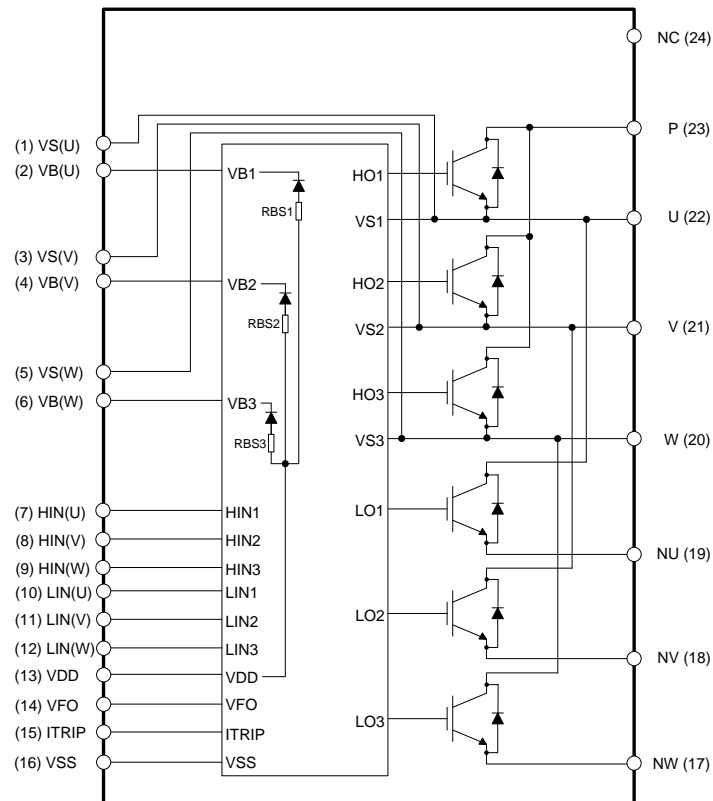 NC (24)
(1) VS(U)
(2) VB(U)
(3) VS(V)
(4) VB(V)
(5) VS(W)
(6) VB(W)
(7) HIN(U)
(8) HIN(V)
(9) HIN(W)
(10) LIN(U)
(11) LIN(V)
(12) LIN(W)
(13) VDD
(14) VFO
(15) ITRIP
(16) VSS
VB1
RBS1
VB2
RBS2
VB3
RBS3
HIN1
HIN2
HIN3
LIN1
LIN2
LIN3
VDD
VFO
ITRIP
VSS
HO1
VS1
HO2
VS2
HO3
VS3
LO1
LO2
LO3
P (23)
U (22)
V (21)
W (20)
NU (19)
NV (18)
NW (17)